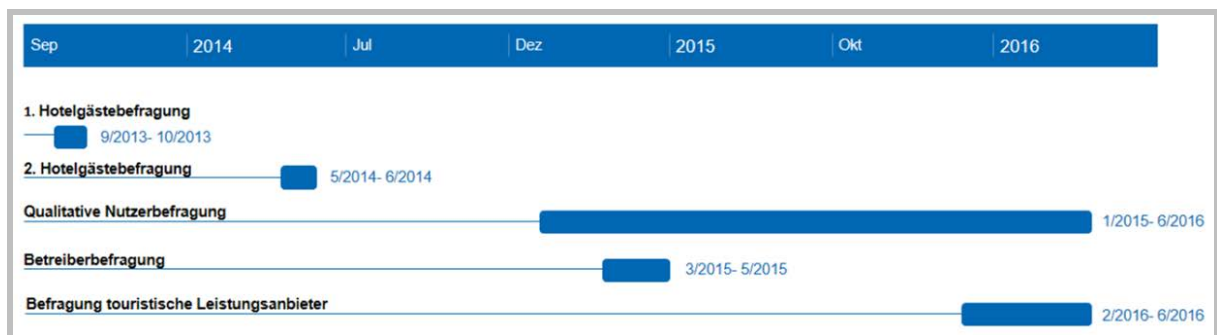 Sep 2014 Jul Dez 2015 Okt 2016
1. Hotelgästebefragung
9/2013- 10/2013
2. Hotelgästebefragung
5/2014- 6/2014
Qualitative Nutzerbefragung
1/2015- 6/2016
Betreiberbefragung
3/2015- 5/2015
Befragung touristische Leistungsanbieter
2/2016- 6/2016